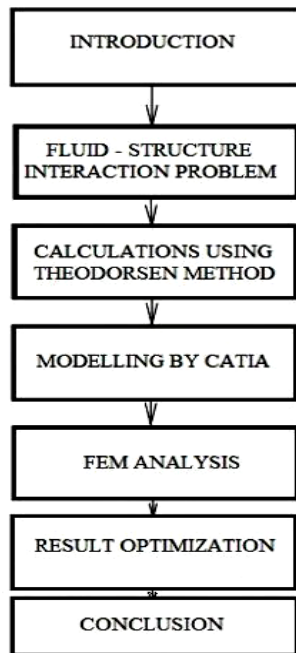 INTRODUCTION
FLUID - STRUCTURE
INTERACTION PROBLEM
CALCULATIONS USING
THEODORSEN METHOD
MODELLING BY CATIA
FEM ANALYSIS
RESULT OPTIMIZATION
CONCLUSION